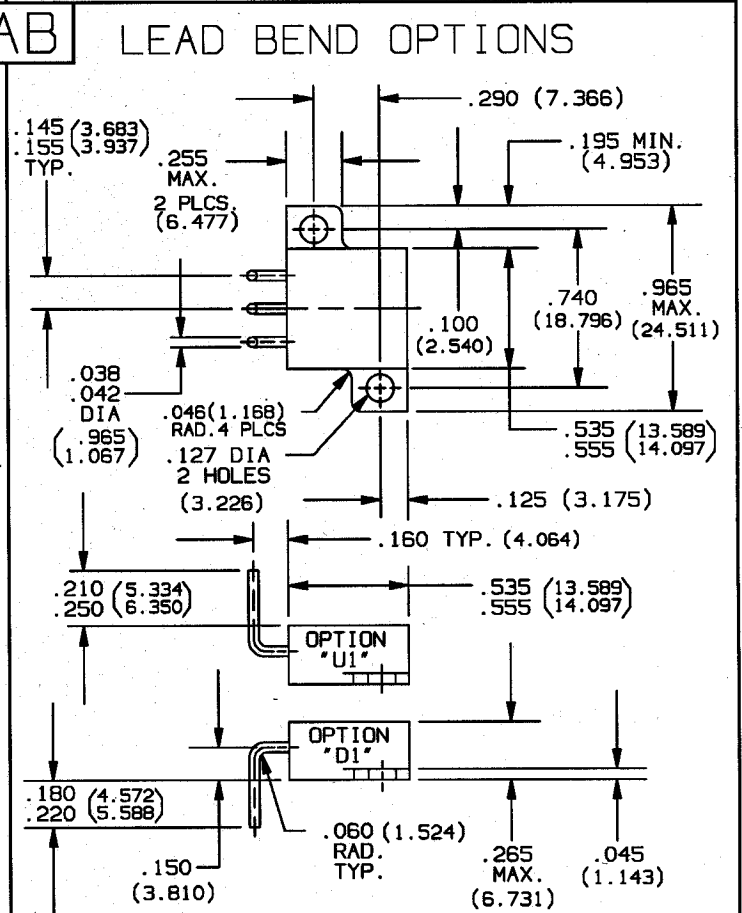 AB
LEAD BEND OPTIONS
.290 (7.366)
.145 (3.683)
.155 (3.937)
TYP.
.255
MAX.
2 PLCS.
(6.477)
.195 MIN.
(4.953)
.100
(2.540)
.740
(18.796)
.965
MAX.
(24.511)
.038
.042
DIA
(.965)
(1.067)
.046(1.168)
RAD.4 PLCS
.127 DIA
2 HOLES
(3.226)
.535 (13.589)
.555 (14.097)
.125 (3.175)
.160 TYP. (4.064)
.210 (5.334)
.250 (6.350)
.535 (13.589)
.555 (14.097)
OPTION
"U1"
OPTION
"D1"
.180 (4.572)
.220 (5.588)
.150
(3.810)
.060 (1.524)
RAD.
TYP.
.265
MAX.
(6.731)
.045
(1.143)